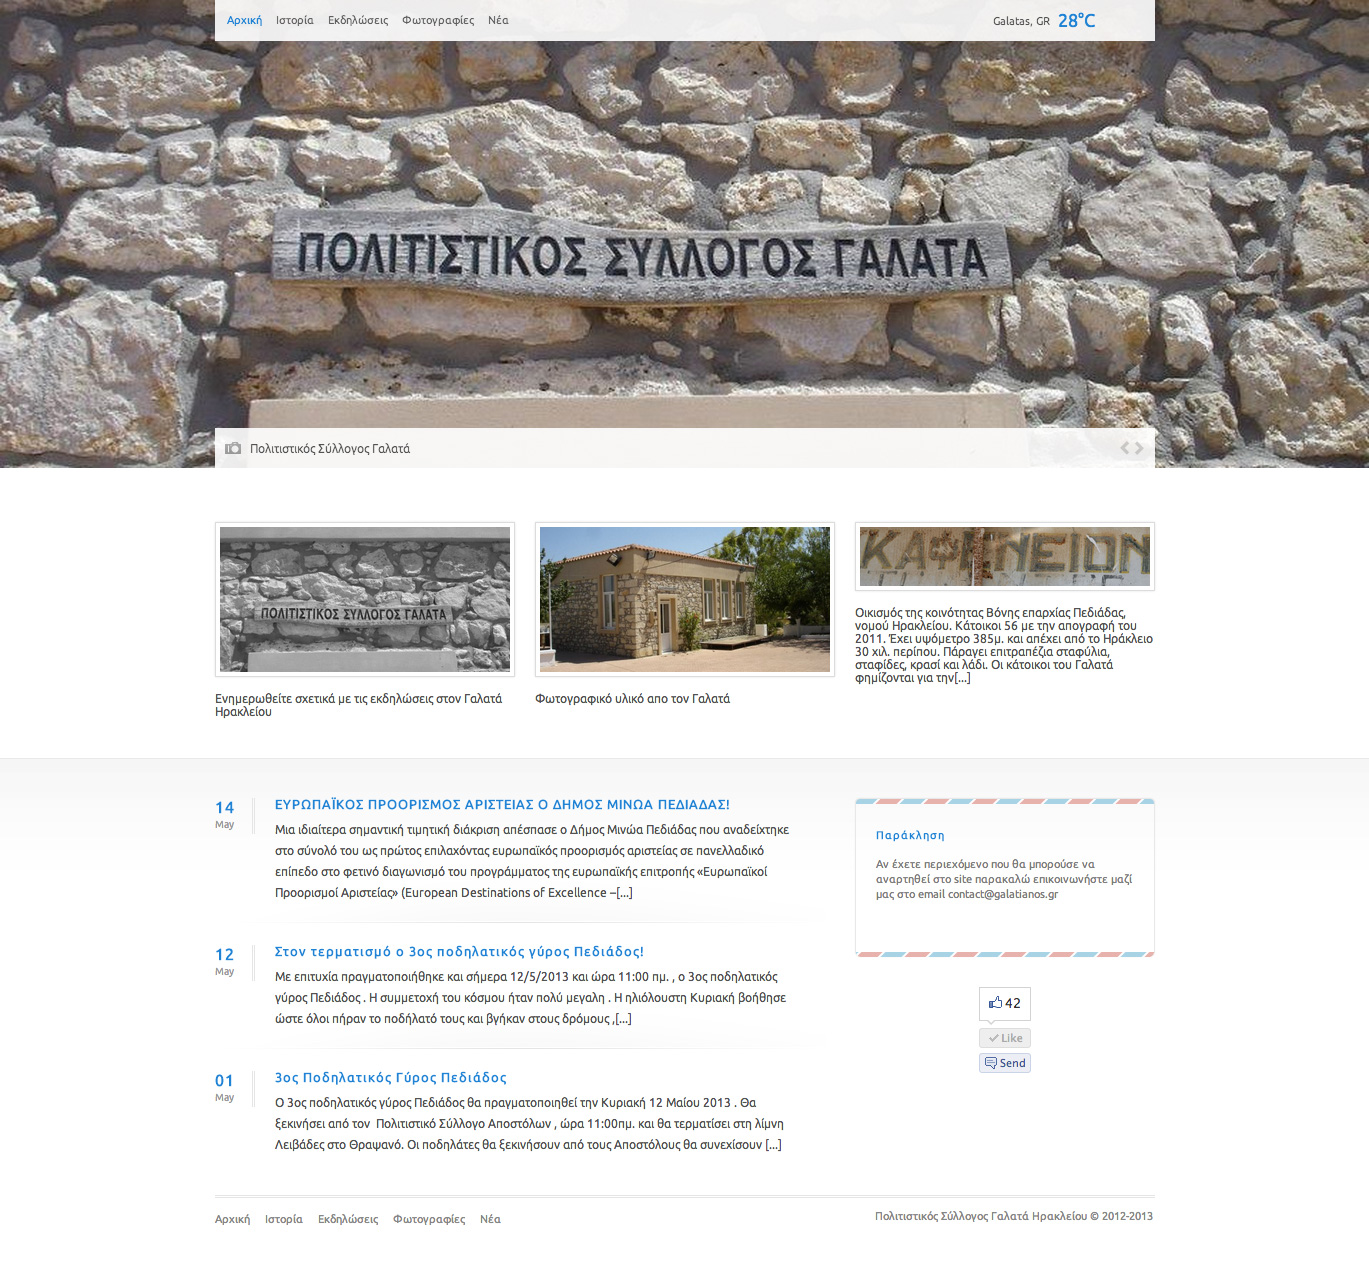 Αρχική Ιστορία Εκδηλώσεις Φωτογραφίες Νέα
Galatas, GR 28°C
ΠΟΛΙΤΙΣΤΙΚΟΣ ΣΥΛΛΟΓΟΣ ΓΑΛΑΤΑ
Πολιτιστικός Σύλλογος Γαλατά
ΠΟΛΙΤΙΣΤΙΚΟΣ ΣΥΛΛΟΓΟΣ ΓΑΛΑΤΑ
Ενημερωθείτε σχετικά με τις εκδηλώσεις στον Γαλατά
Ηρακλείου
Φωτογραφικό υλικό απο τον Γαλατά
ΚΑΦΕΝΕΙΟΝ
Οικισμός της κοινότητας Βόνης επαρχίας Πεδιάδας,
νομού Ηρακλείου. Κάτοικοι 56 με την απογραφή του
2011. Έχει υψόμετρο 385μ. και απέχει από το Ηράκλειο
30 χιλ. περίπου. Πάραγει επιτραπέζια σταφύλια,
σταφίδες, κρασί και λάδι. Οι κάτοικοι του Γαλατά
φημίζονται για την[...]
14
May
ΕΥΡΩΠΑΪΚΟΣ ΠΡΟΟΡΙΣΜΟΣ ΑΡΙΣΤΕΙΑΣ Ο ΔΗΜΟΣ ΜΙΝΩΑ ΠΕΔΙΑΔΑΣ!
Μια ιδιαίτερα σημαντική τιμητική διάκριση απέσπασε ο Δήμος Μινώα Πεδιάδας που αναδείχτηκε
στο σύνολό του ως πρώτος επιλαχόντας ευρωπαϊκός προορισμός αριστείας σε πανελλαδικό
επίπεδο στο φετινό διαγωνισμό του προγράμματος της ευρωπαϊκής επιτροπής «Ευρωπαϊκοί
Προορισμοί Αριστείας» (European Destinations of Excellence –[...]
12
May
Στον τερματισμό ο 3ος ποδηλατικός γύρος Πεδιάδος!
Με επιτυχία πραγματοποιήθηκε και σήμερα 12/5/2013 και ώρα 11:00 πμ. , ο 3ος ποδηλατικός
γύρος Πεδιάδος . Η συμμετοχή του κόσμου ήταν πολύ μεγαλη . Η ηλιόλουστη Κυριακή βοήθησε
ώστε όλοι πήραν το ποδήλατό τους και βγήκαν στους δρόμους ,[...]
01
May
3ος Ποδηλατικός Γύρος Πεδιάδος
Ο 3ος ποδηλατικός γύρος Πεδιάδος θα πραγματοποιηθεί την Κυριακή 12 Μαίου 2013 . Θα
ξεκινήσει από τον Πολιτιστικό Σύλλογο Αποστόλων , ώρα 11:00πμ. και θα τερματίσει στη λίμνη
Λειβάδες στο Θραψανό. Οι ποδηλάτες θα ξεκινήσουν από τους Αποστόλους θα συνεχίσουν [...]
Παράκληση
Αν έχετε περιεχόμενο που θα μπορούσε να
αναρτηθεί στο site παρακαλώ επικοινωνήστε μαζί
μας στο email contact@galatianos.gr
42
Like
Send
Αρχική Ιστορία Εκδηλώσεις Φωτογραφίες Νέα
Πολιτιστικός Σύλλογος Γαλατά Ηρακλείου © 2012-2013